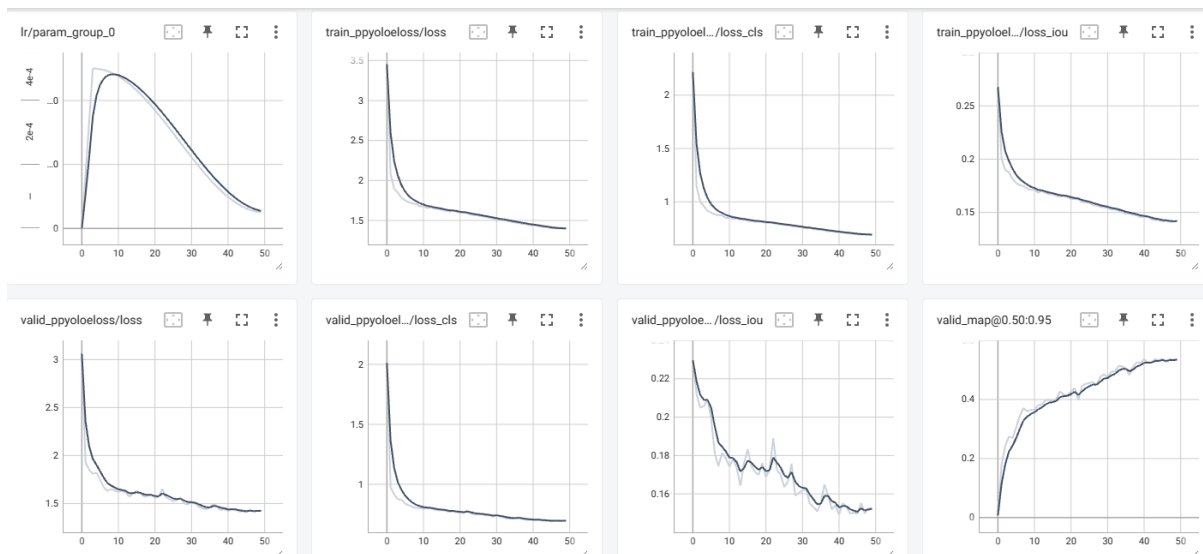 lr/param_group_0
4e-4
...0
2e-4
...0
0
0 10 20 30 40 50
train_ppyoloeloss/loss
3.5
3
2.5
2
1.5
0 10 20 30 40 50
train_ppyoloel.../loss_cls
2
1.5
1
0 10 20 30 40 50
train_ppyoloel.../loss_iou
0.25
0.2
0.15
0 10 20 30 40 50
valid_ppyoloeloss/loss
3
2.5
2
1.5
0 10 20 30 40 50
valid_ppyoloel.../loss_cls
2
1.5
1
0 10 20 30 40 50
valid_ppyoloe.../loss_iou
0.22
0.2
0.18
0.16
0 10 20 30 40 50
valid_map@0.50:0.95
0.4
0.2
0
0 10 20 30 40 50